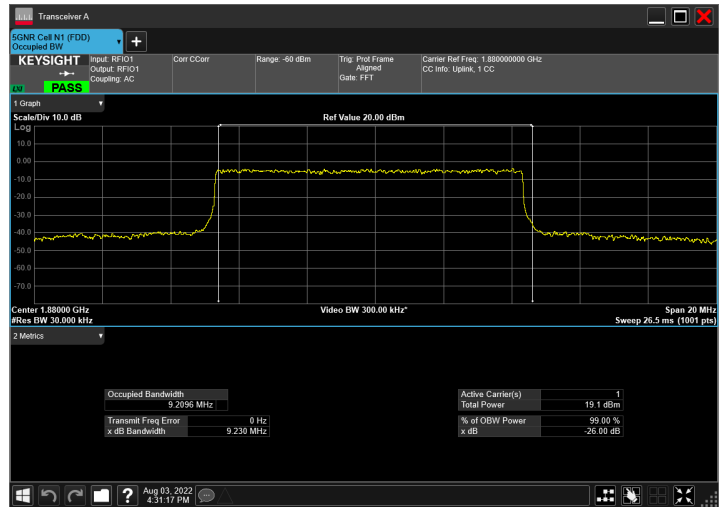 Transceiver A
5GNR Cell N1 (FDD)
Occupied BW
+
KEYSIGHT
LXI
PASS
Input: RFIO1
Output: RFIO1
Coupling: AC
Corr CCorr
Range: -60 dBm
Trig: Prot Frame
Aligned
Gate: FFT
Carrier Ref Freq: 1.880000000 GHz
CC Info: Uplink, 1 CC
1 Graph
Scale/Div 10.0 dB
Ref Value 20.00 dBm
Log
10.0
0.00
-10.0
-20.0
-30.0
-40.0
-50.0
-60.0
-70.0
Center 1.88000 GHz
Video BW 300.00 kHz*
Span 20 MHz
#Res BW 30.000 kHz
Sweep 26.5 ms (1001 pts)
2 Metrics
Occupied Bandwidth
9.2096 MHz
Transmit Freq Error 0 Hz
x dB Bandwidth 9.230 MHz
Active Carrier(s) 1
Total Power 19.1 dBm
% of OBW Power 99.00 %
x dB -26.00 dB
?
Aug 03, 2022
4:31:17 PM